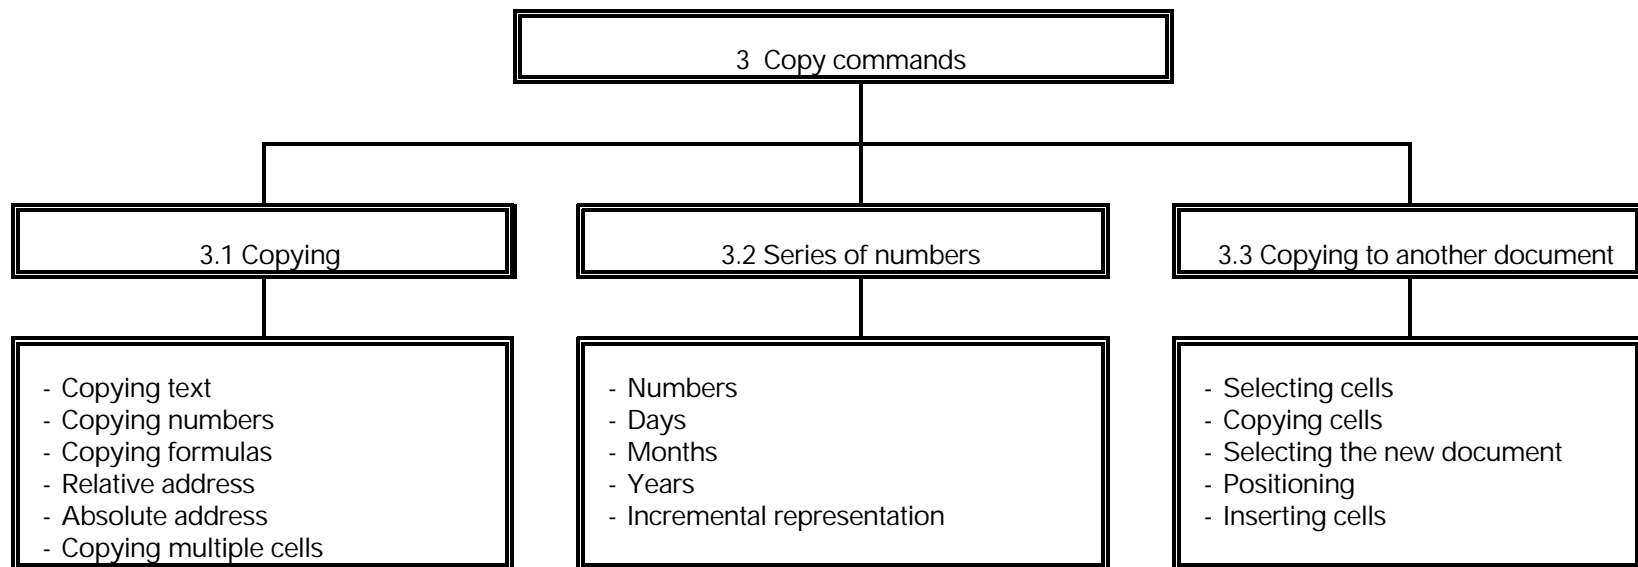 3 Copy commands
3.1 Copying
3.2 Series of numbers
3.3 Copying to another document
- Copying text
- Copying numbers
- Copying formulas
- Relative address
- Absolute address
- Copying multiple cells
- Numbers
- Days
- Months
- Years
- Incremental representation
- Selecting cells
- Copying cells
- Selecting the new document
- Positioning
- Inserting cells